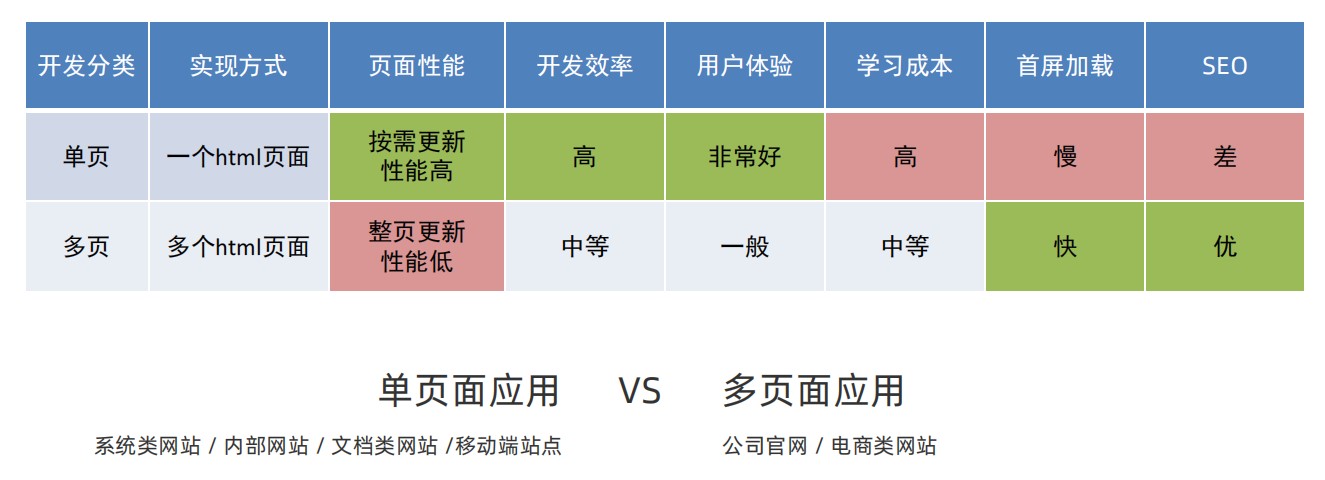 开发分类 实现方式 页面性能 开发效率 用户体验 学习成本 首屏加载 SEO
单页 一个html页面 按需更新 高 非常好 高 慢 差
性能高
多页 多个html页面 整页更新 中等 一般 中等 快 优
性能低
单页面应用 VS 多页面应用
系统类网站 / 内部网站 / 文档类网站 /移动端站点 公司官网 / 电商类网站